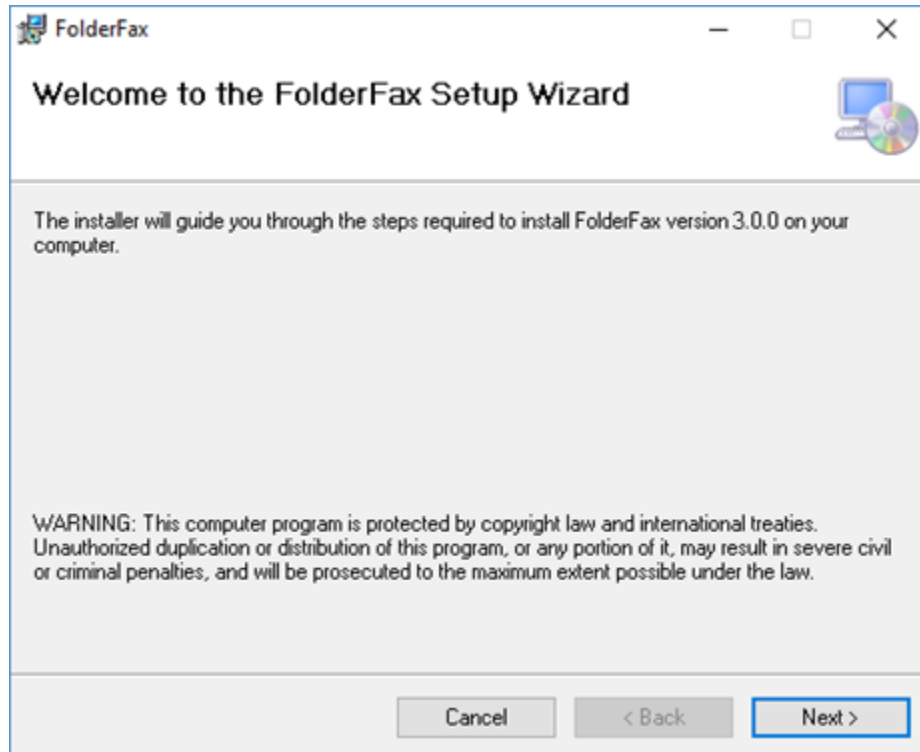 FolderFax
Welcome to the FolderFax Setup Wizard
The installer will guide you through the steps required to install FolderFax version 3.0.0 on your
computer.
WARNING: This computer program is protected by copyright law and international treaties.
Unauthorized duplication or distribution of this program, or any portion of it, may result in severe civil
or criminal penalties, and will be prosecuted to the maximum extent possible under the law.
Cancel < Back Next >